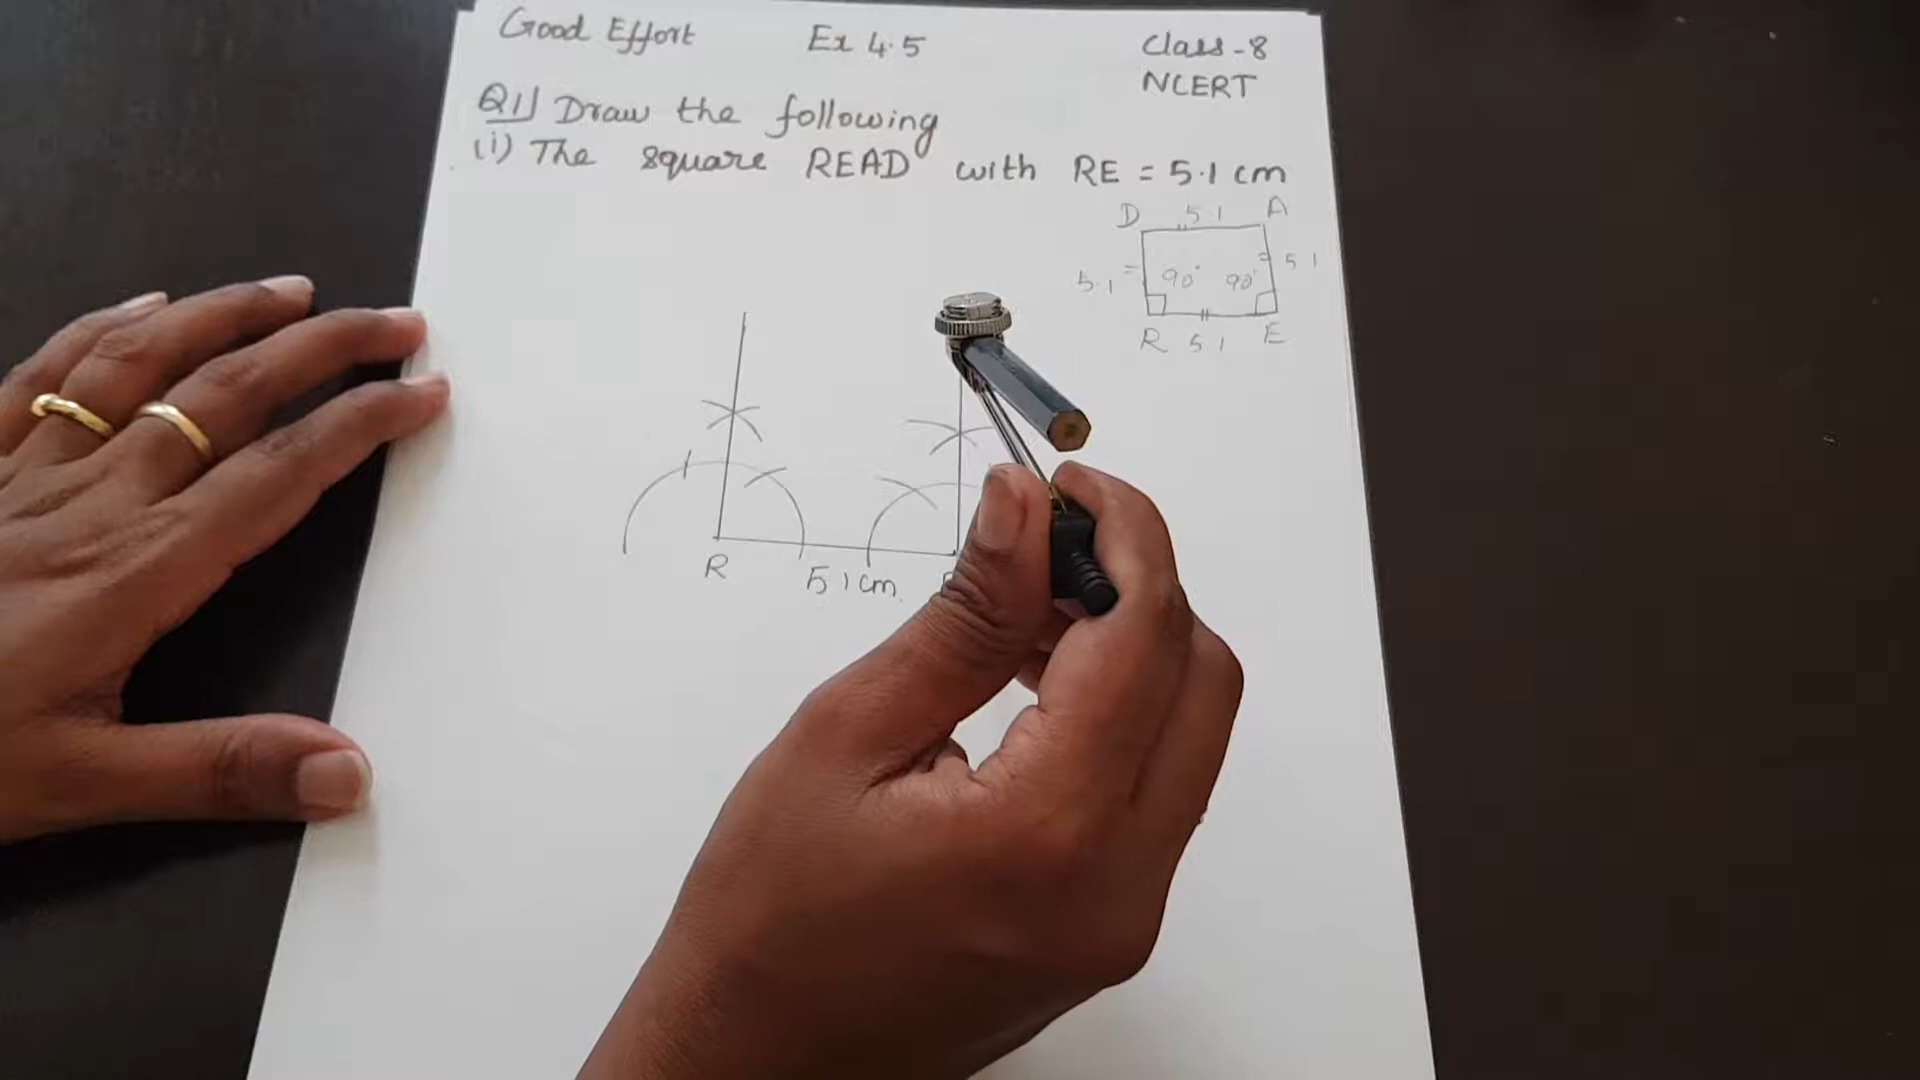 Good Effort Ex 4.5 Class-8
NCERT
Q1) Draw the following
(i) The square READ with RE = 5.1 cm
D 5.1 A
5.1 90° 90° 5.1
R 5.1 E
R 5.1 cm